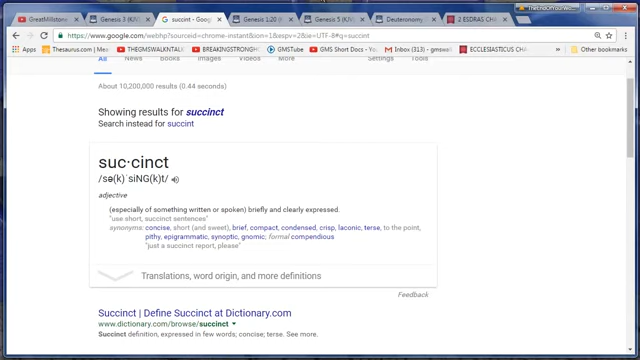 TheEndOfYourWo
GreatMillstone
Genesis 3 (KJV)
succint - Goog
Genesis 1:20
Genesis 5 (KJV)
Deuteronomy
2 ESDRAS CHA
https://www.google.com/webhp?sourceid=chrome-instant&ion=1&espv=2&ie=UTF-8#q=succint
Thesaurus.com
THEGMSWALKNTALK
BREAKINGSTRONGHO
GMSTube
GMS Short Docs - Yo
Inbox (313) - gmswal
ECCLESIASTICUS CHA
Other bookmarks
All News books Images Videos More Settings Tools
About 10,200,000 results (0.44 seconds)
Showing results for succinct
Search instead for succint
suc·cinct
/sə(k)ˈsiNG(k)t/
adjective
(especially of something written or spoken) briefly and clearly expressed.
"use short, succinct sentences"
synonyms: concise, short (and sweet), brief, compact, condensed, crisp, laconic, terse, to the point,
pithy, epigrammatic, synoptic, gnomic; formal compendious
"just a succinct report, please"
Translations, word origin, and more definitions
Feedback
Succinct | Define Succinct at Dictionary.com
www.dictionary.com/browse/succinct
Succinct definition, expressed in few words; concise; terse. See more.